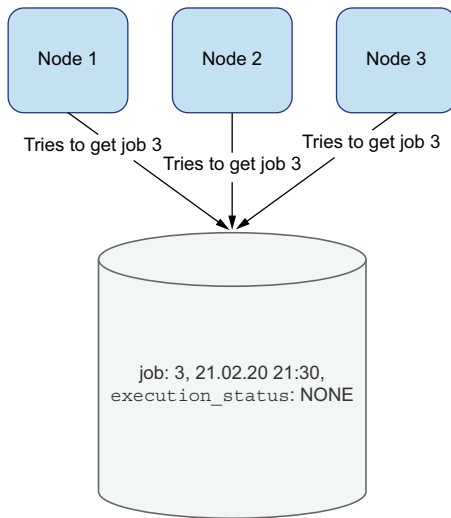 Node 1
Node 2
Node 3
Tries to get job 3
Tries to get job 3
Tries to get job 3
job: 3, 21.02.20 21:30,
execution_status: NONE